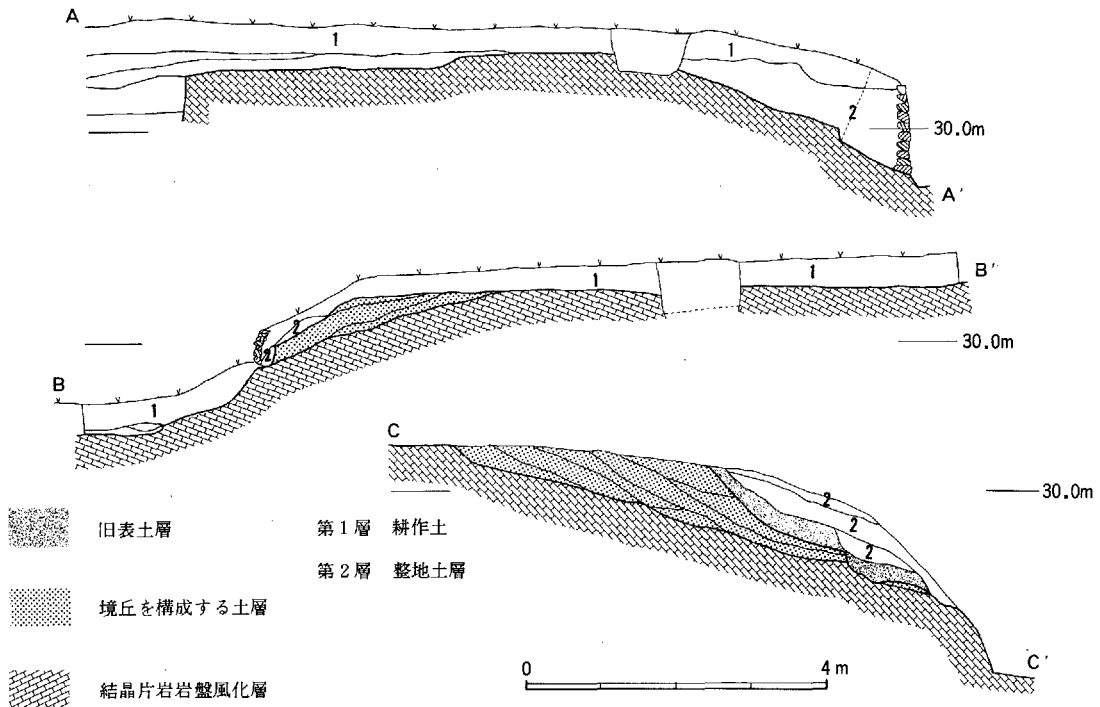 A
1
1
2
30.0m
A'
B
1
1
B''
2
2
30.0m
1
C
2
2
2
30.0m
C'
旧表土層
第1層 耕作土
第2層 整地土層
境丘を構成する土層
結晶片岩岩盤風化層
0 4m